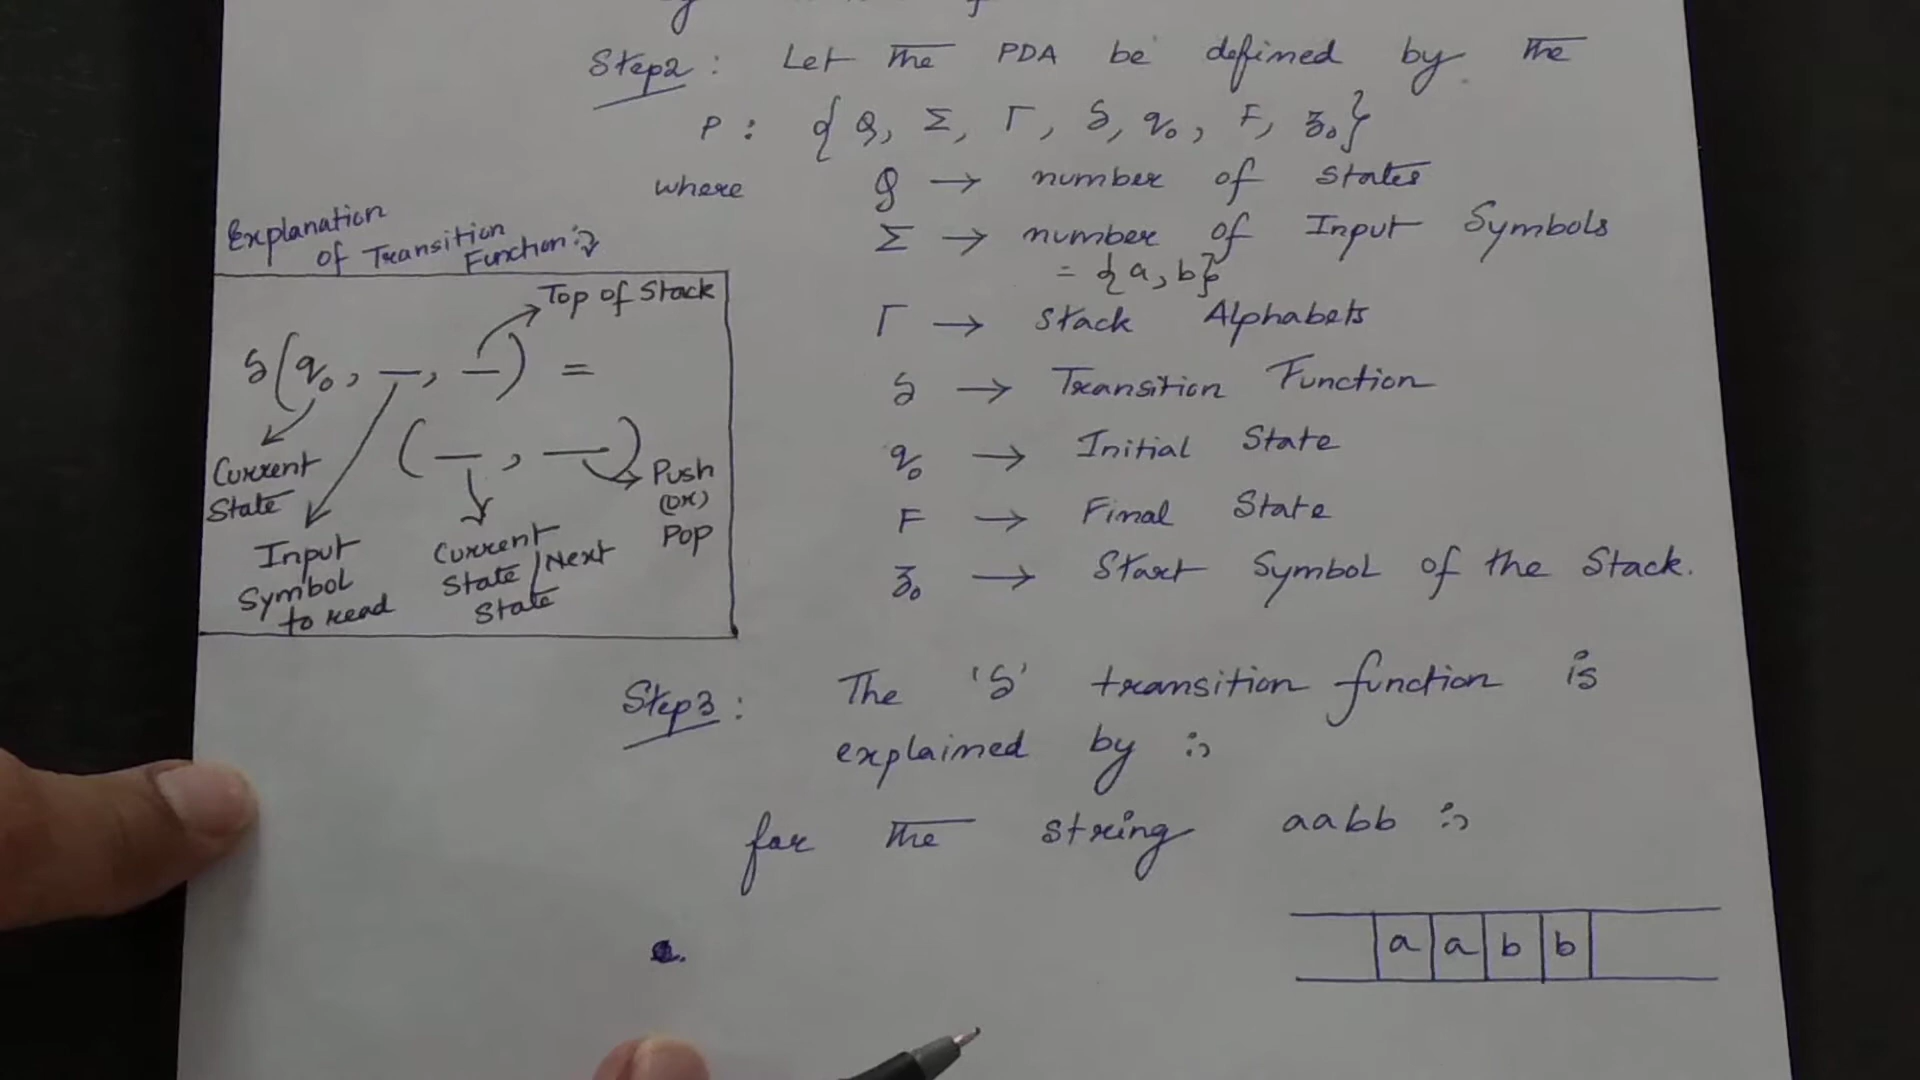 Step2 : Let the PDA be defined by the
P : { Q, Σ, Γ, δ, q₀, F, z₀}
where Q → number of states
Σ → number of Input Symbols
= {a, b}
Γ → Stack Alphabets
δ → Transition Function
q₀ → Initial State
F → Final State
z₀ → Start Symbol of the Stack.
Explanation
of Transition
Function :→
Top of Stack
δ(q₀, —, —) =
(—, —)
Current
State
Input
Symbol
to read
Current
State / Next
State
Push
(or)
Pop
Step3 : The 'δ' transition function is
explained by :→
for the string aabb :→
a a b b